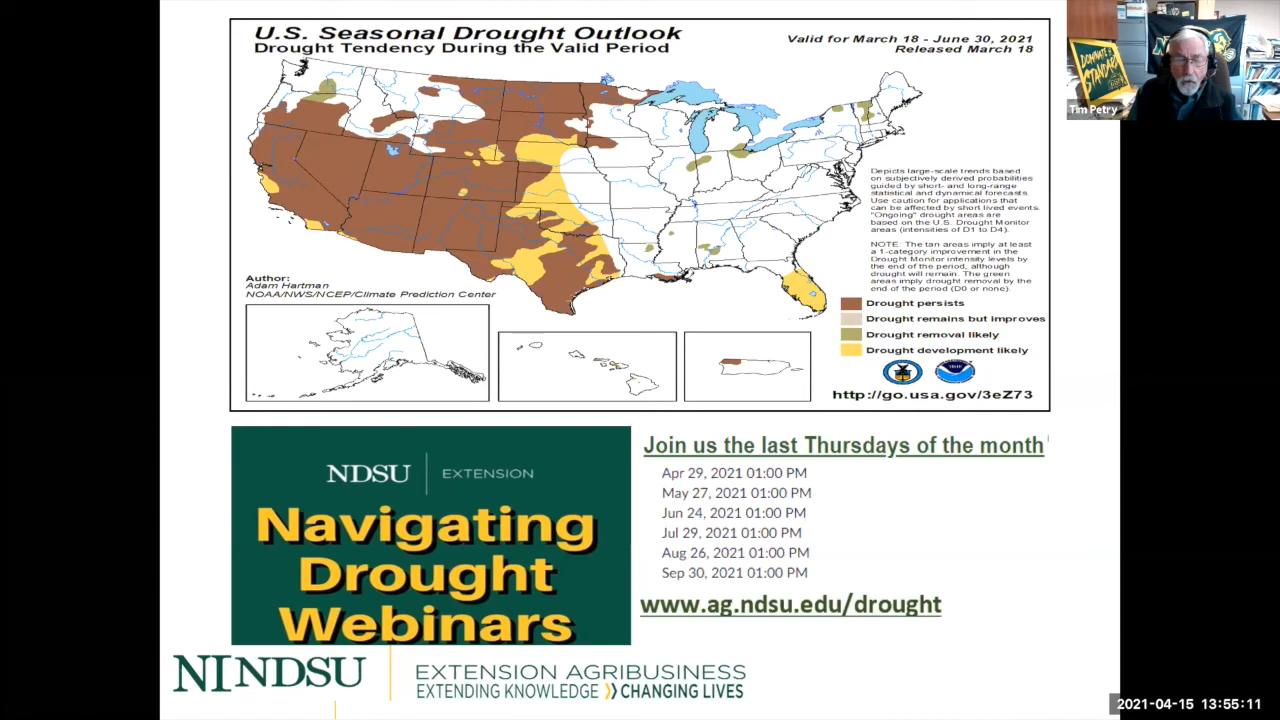 U.S. Seasonal Drought Outlook
Drought Tendency During the Valid Period
Valid for March 18 - June 30, 2021
Released March 18
DOMINATE
STANDARD
Tim Petry
Depicts large-scale trends based
on subjectively derived probabilities
guided by short- and long-range
statistical and dynamical forecasts.
Use caution for applications that
can be affected by short lived events.
"Ongoing" drought areas are
based on the U.S. Drought Monitor
areas (intensities of D1 to D4).
NOTE: The tan areas imply at least
a 1-category improvement in the
Drought Monitor intensity levels by
the end of the period, although
drought will remain. The green
areas imply drought removal by the
end of the period (D0 or none).
Author:
Adam Hartman
NOAA/NWS/NCEP/Climate Prediction Center
Drought persists
Drought remains but improves
Drought removal likely
Drought development likely
http://go.usa.gov/3eZ73
NDSU EXTENSION
Navigating
Drought
Webinars
Join us the last Thursdays of the month
Apr 29, 2021 01:00 PM
May 27, 2021 01:00 PM
Jun 24, 2021 01:00 PM
Jul 29, 2021 01:00 PM
Aug 26, 2021 01:00 PM
Sep 30, 2021 01:00 PM
www.ag.ndsu.edu/drought
NI NDSU
EXTENSION AGRIBUSINESS
EXTENDING KNOWLEDGE CHANGING LIVES
2021-04-15 13:55:11